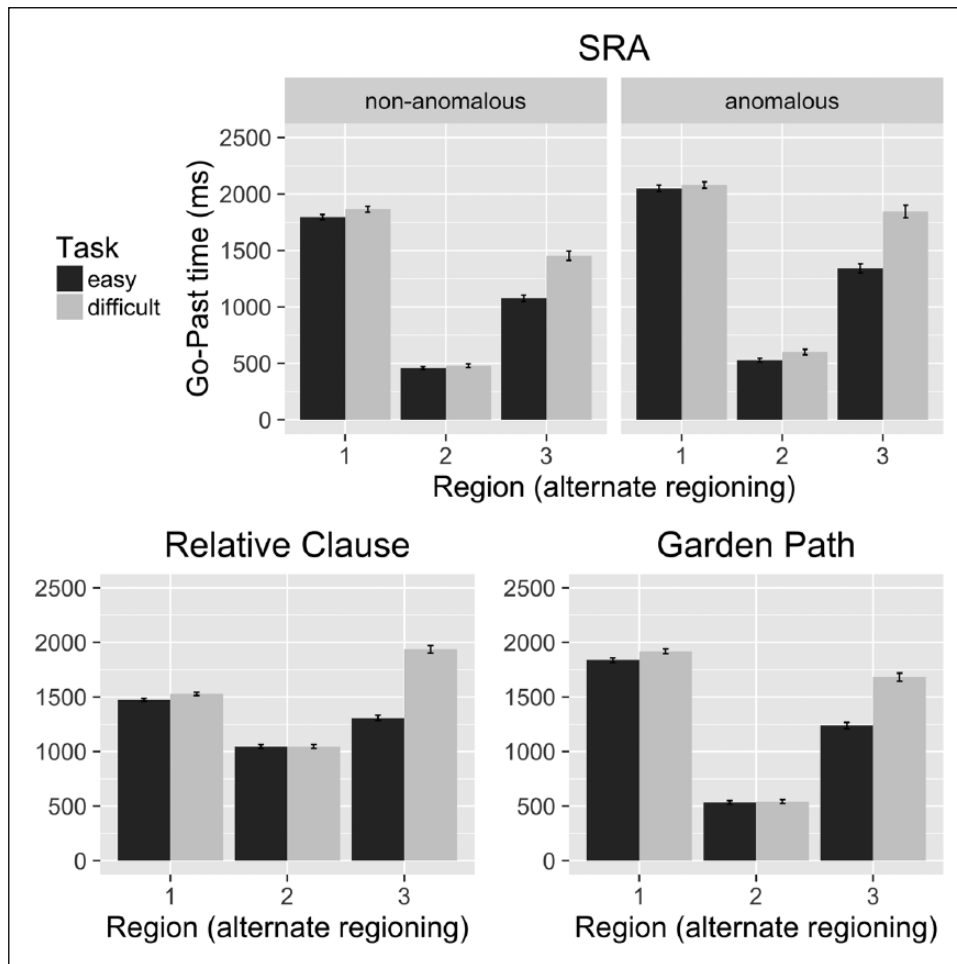 SRA
non-anomalous anomalous
2500
2000
1500
1000
500
0
Go-Past time (ms)
Task
easy
difficult
1 2 3 1 2 3
Region (alternate regioning)
Relative Clause
2500
2000
1500
1000
500
0
1 2 3
Region (alternate regioning)
Garden Path
2500
2000
1500
1000
500
0
1 2 3
Region (alternate regioning)